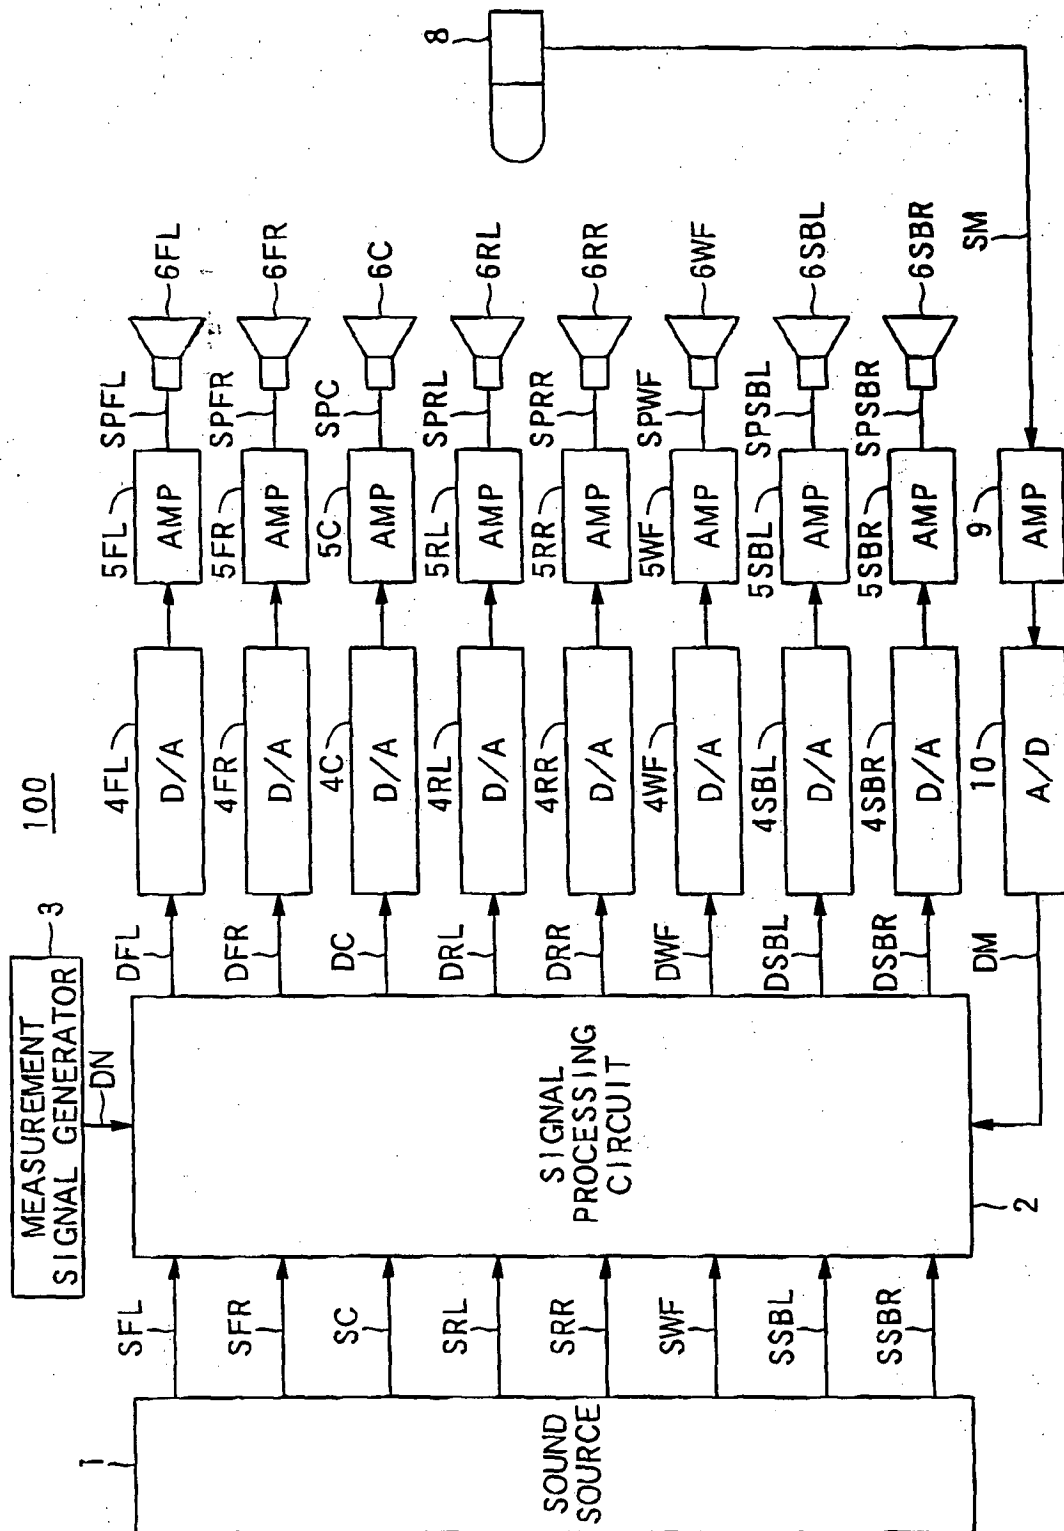 100
MEASUREMENT
SIGNAL GENERATOR
3
DN
1
SOUND
SOURCE
SFL
SFR
SC
SRL
SRR
SWF
SSBL
SSBR
SIGNAL
PROCESSING
CIRCUIT
2
DFL
DFR
DC
DRL
DRR
DWF
DSBL
DSBR
DM
4FL
D/A
4FR
D/A
4C
D/A
4RL
D/A
4RR
D/A
4WF
D/A
4SBL
D/A
4SBR
D/A
10
A/D
5FL
AMP
5FR
AMP
5C
AMP
5RL
AMP
5RR
AMP
5WF
AMP
5SBL
AMP
5SBR
AMP
9
AMP
SPFL
SPFR
SPC
SPRL
SPRR
SPWF
SPSBL
SPSBR
6FL
6FR
6C
6RL
6RR
6WF
6SBL
6SBR
SM
8